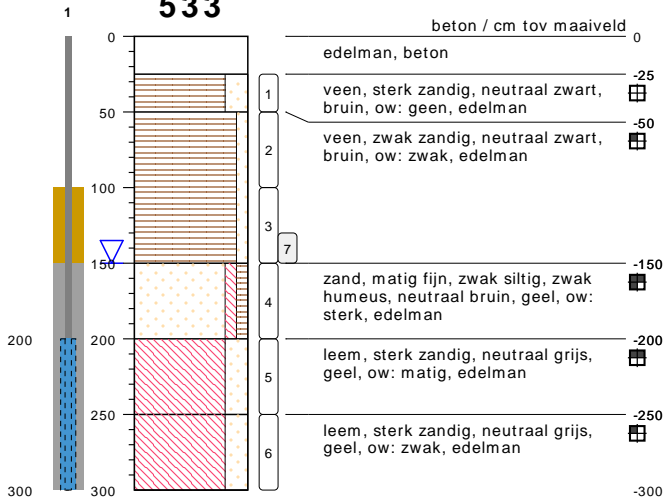 533
1
beton / cm tov maaiveld
0
0
edelman, beton
-25
1
veen, sterk zandig, neutraal zwart,
bruin, ow: geen, edelman
50
-50
2
veen, zwak zandig, neutraal zwart,
bruin, ow: zwak, edelman
100
3
7
150
-150
4
zand, matig fijn, zwak siltig, zwak
humeus, neutraal bruin, geel, ow:
sterk, edelman
200
200
-200
5
leem, sterk zandig, neutraal grijs,
geel, ow: matig, edelman
250
-250
6
leem, sterk zandig, neutraal grijs,
geel, ow: zwak, edelman
300
300
-300